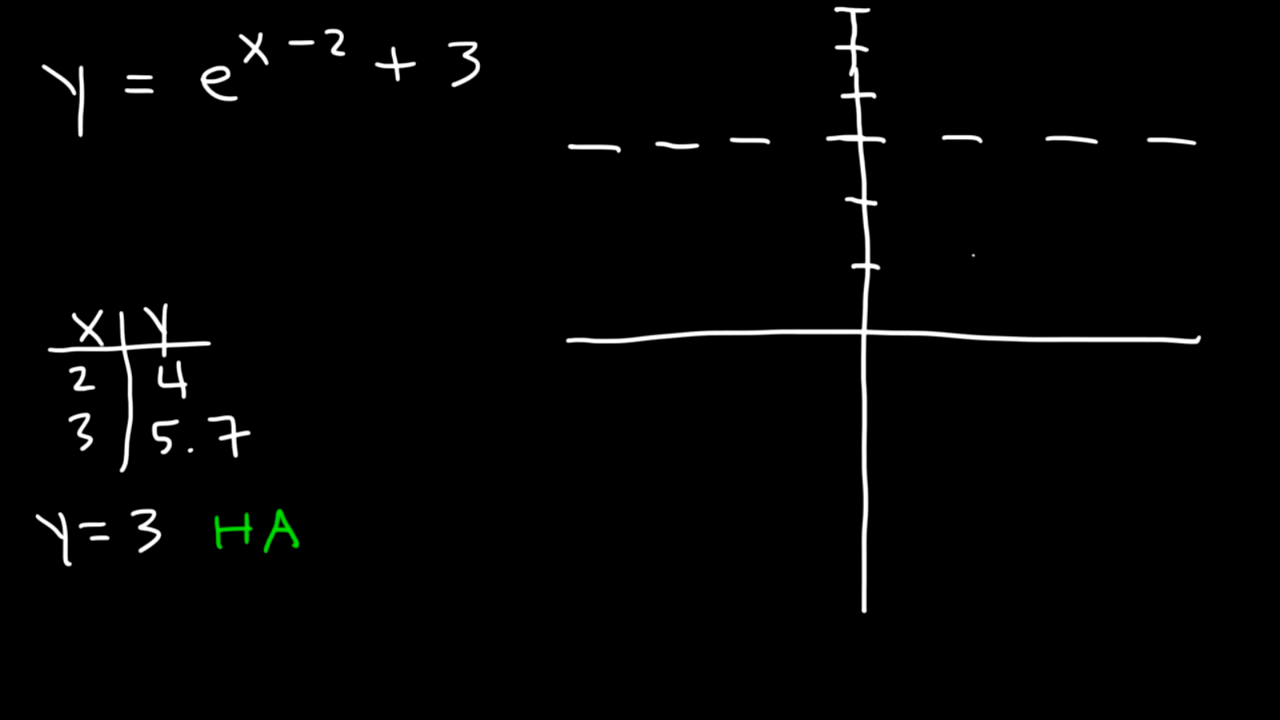 y = e^{x-2} + 3
x | y
2 | 4
3 | 5.7
y = 3 HA